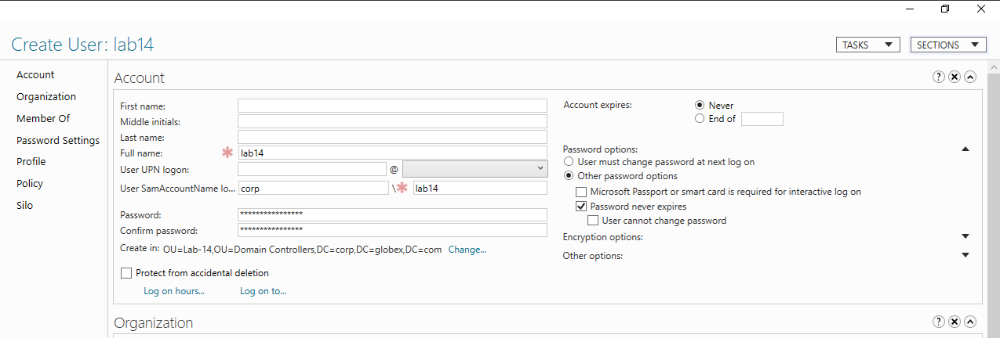 Create User: lab14
TASKS
SECTIONS
Account
Organization
Member Of
Password Settings
Profile
Policy
Silo
Account
First name:
Middle initials:
Last name:
Full name: * lab14
User UPN logon: @
User SamAccountName lo... corp \* lab14
Password: ****************
Confirm password: ****************
Create in: OU=Lab-14,OU=Domain Controllers,DC=corp,DC=globex,DC=com Change...
Protect from accidental deletion
Log on hours... Log on to...
Account expires: Never
End of
Password options:
User must change password at next log on
Other password options
Microsoft Passport or smart card is required for interactive log on
Password never expires
User cannot change password
Encryption options:
Other options:
Organization